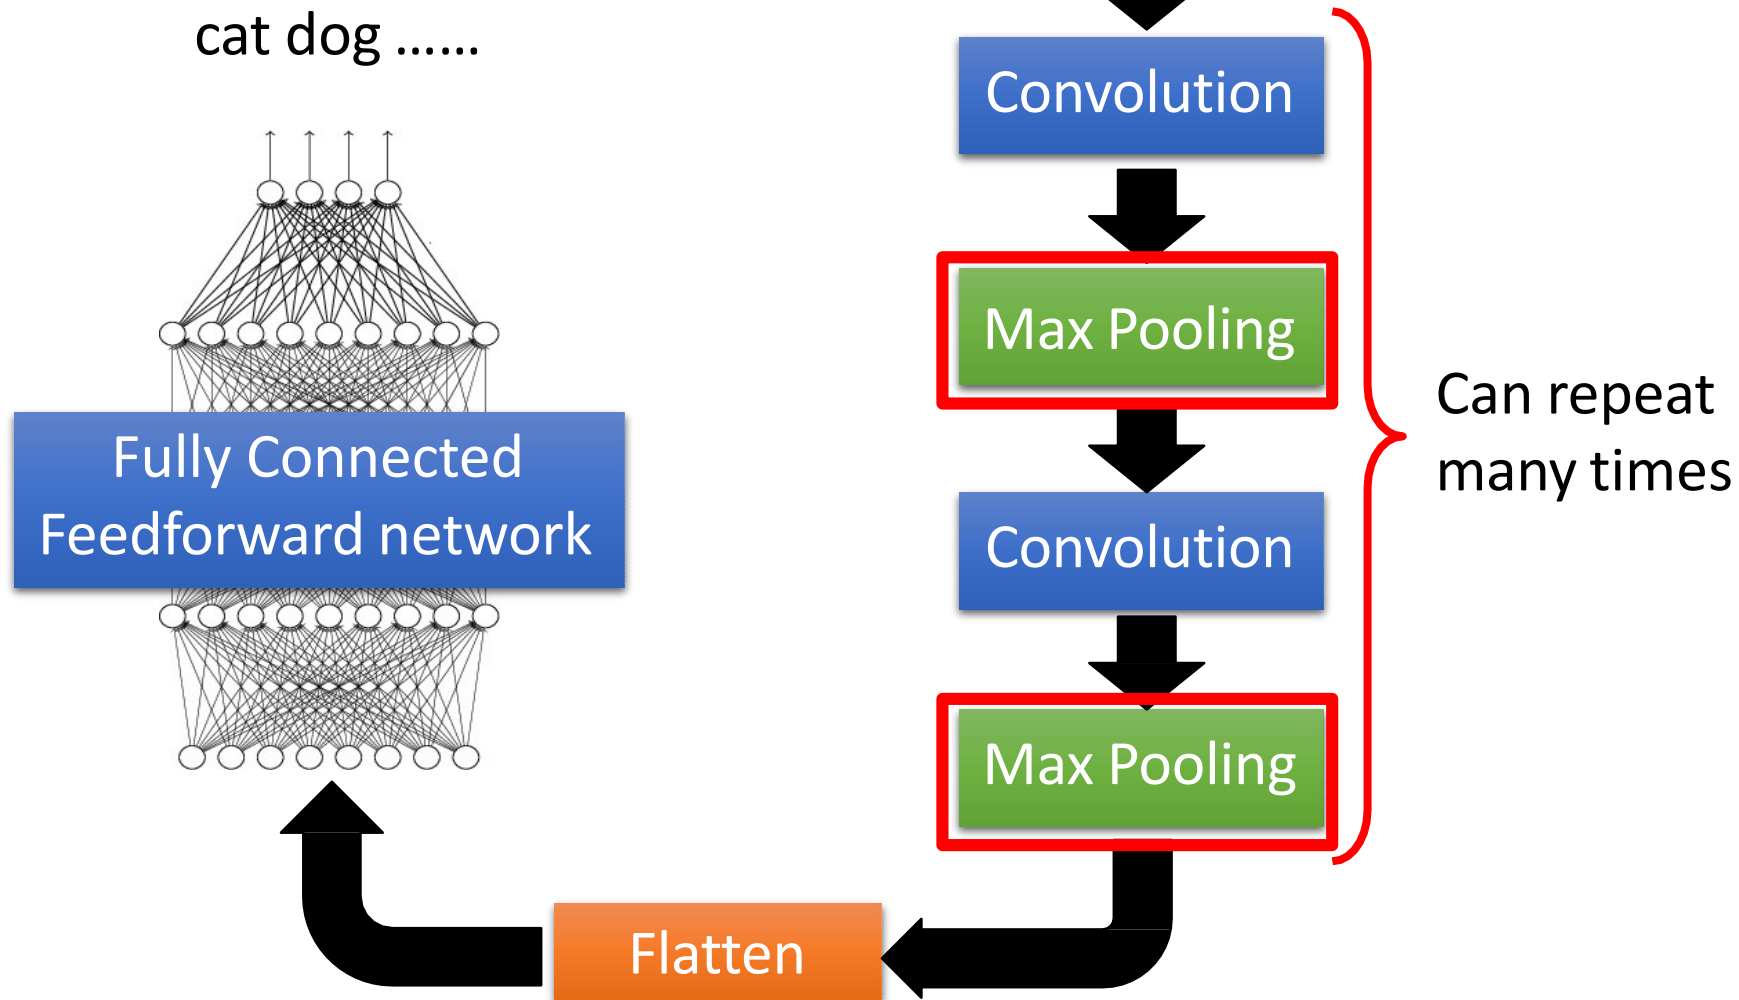 cat dog ......
Convolution
Max Pooling
Can repeat
many times
Fully Connected
Feedforward network
Convolution
Max Pooling
Flatten